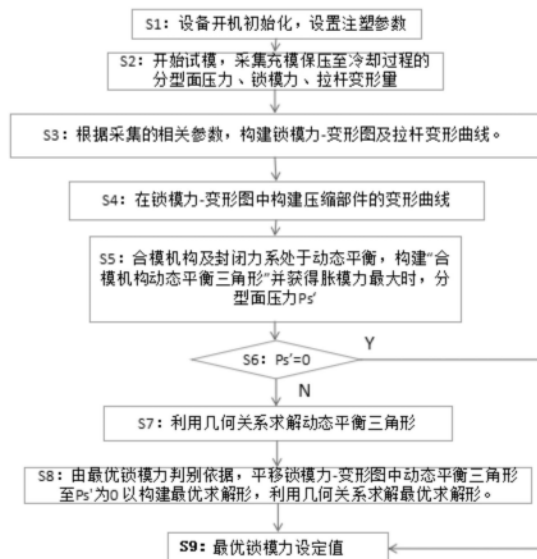 S1：设备开机初始化，设置注塑参数
S2：开始试模，采集充模保压至冷却过程的
分型面压力、锁模力、拉杆变形量
S3：根据采集的相关参数，构建锁模力-变形图及拉杆变形曲线。
S4：在锁模力-变形图中构建压缩部件的变形曲线
S5：合模机构及封闭力系处于动态平衡，构建“合
模机构动态平衡三角形”并获得胀模力最大时，分
型面压力Ps'
S6：Ps'=0
Y
N
S7：利用几何关系求解动态平衡三角形
S8：由最优锁模力判别依据，平移锁模力-变形图中动态平衡三角形
至Ps'为0 以构建最优求解形，利用几何关系求解最优求解形。
S9：最优锁模力设定值